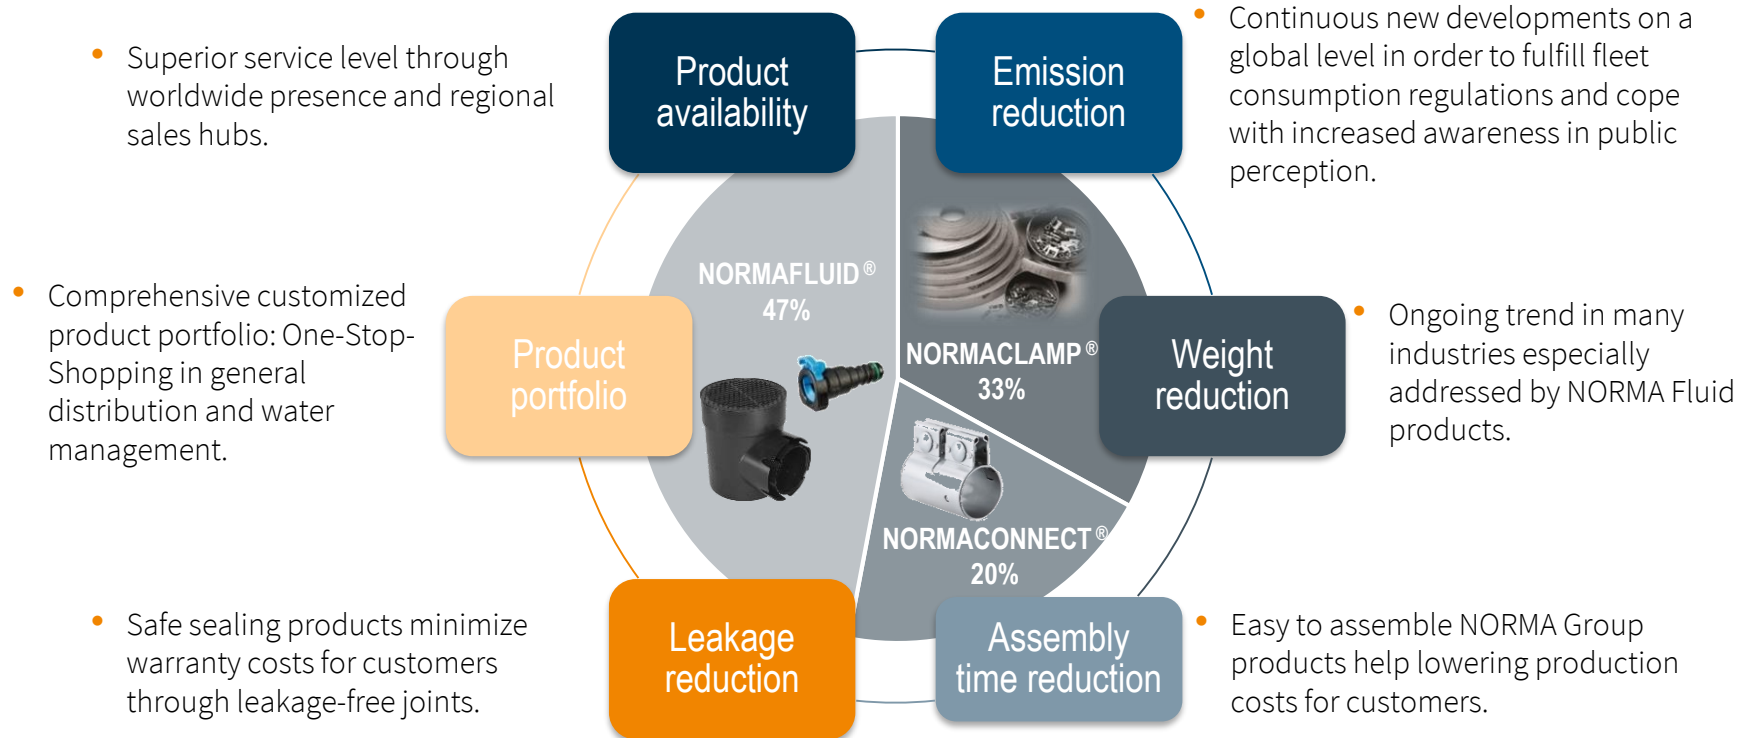 • Superior service level through
worldwide presence and regional
sales hubs.
Product
availability
Emission
reduction
• Continuous new developments on a
global level in order to fulfill fleet
consumption regulations and cope
with increased awareness in public
perception.
• Comprehensive customized
product portfolio: One-Stop-
Shopping in general
distribution and water
management.
Product
portfolio
NORMAFLUID®
47%
NORMACLAMP®
33%
Weight
reduction
• Ongoing trend in many
industries especially
addressed by NORMA Fluid
products.
NORMACONNECT®
20%
• Safe sealing products minimize
warranty costs for customers
through leakage-free joints.
Leakage
reduction
Assembly
time reduction
• Easy to assemble NORMA Group
products help lowering production
costs for customers.